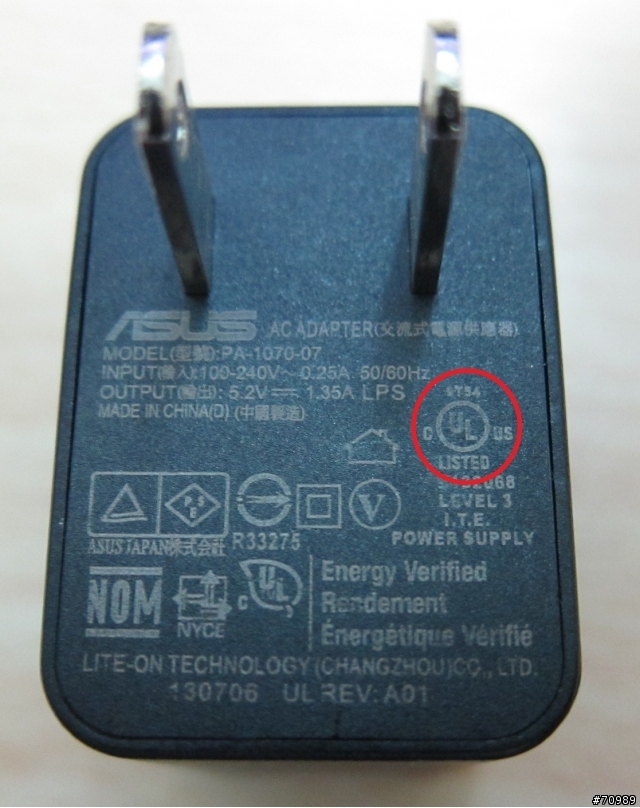 ASUS AC ADAPTER(交流式電源供應器)
MODEL(型號):PA-1070-07
INPUT(輸入):100-240V~ 0.25A 50/60Hz
OUTPUT(輸出): 5.2V 1.35A LPS
MADE IN CHINA(D) (中國製造)
C UL US
LISTED
LEVEL 3
I.T.E.
POWER SUPPLY
PSE
V
ASUS JAPAN株式会社 R33275
NOM
NYCE
C UL
Energy Verified
Rendement
Énergétique Vérifié
LITE-ON TECHNOLOGY (CHANGZHOU)CO., LTD.
130706 UL REV: A01
#70989